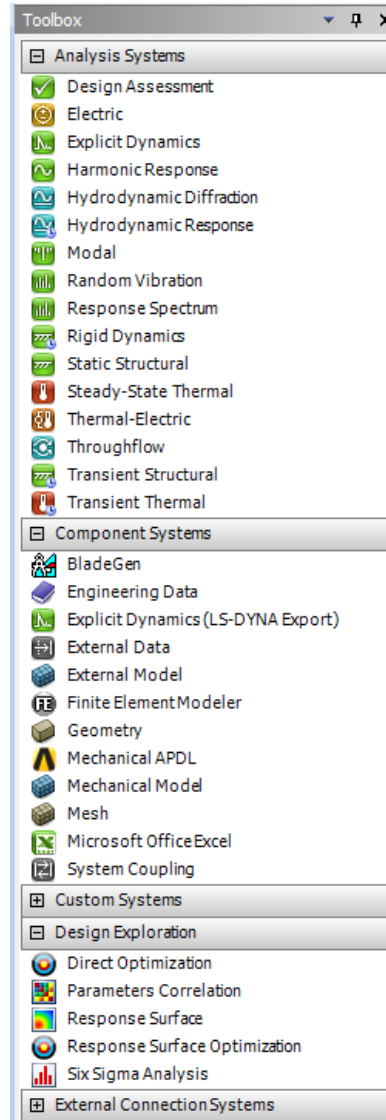 Toolbox
Analysis Systems
Design Assessment
Electric
Explicit Dynamics
Harmonic Response
Hydrodynamic Diffraction
Hydrodynamic Response
Modal
Random Vibration
Response Spectrum
Rigid Dynamics
Static Structural
Steady-State Thermal
Thermal-Electric
Throughflow
Transient Structural
Transient Thermal
Component Systems
BladeGen
Engineering Data
Explicit Dynamics (LS-DYNA Export)
External Data
External Model
Finite Element Modeler
Geometry
Mechanical APDL
Mechanical Model
Mesh
Microsoft Office Excel
System Coupling
Custom Systems
Design Exploration
Direct Optimization
Parameters Correlation
Response Surface
Response Surface Optimization
Six Sigma Analysis
External Connection Systems